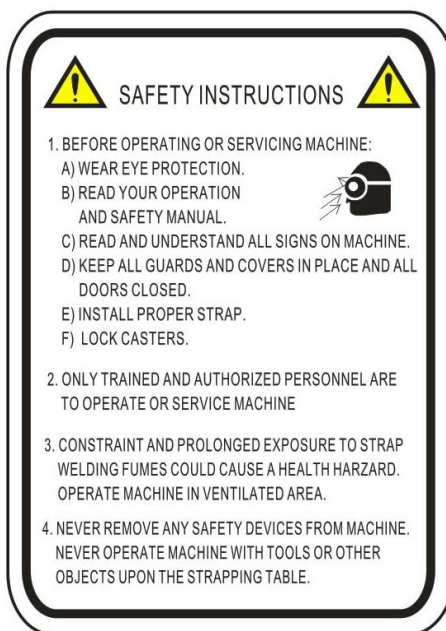 SAFETY INSTRUCTIONS
1. BEFORE OPERATING OR SERVICING MACHINE:
A) WEAR EYE PROTECTION.
B) READ YOUR OPERATION
AND SAFETY MANUAL.
C) READ AND UNDERSTAND ALL SIGNS ON MACHINE.
D) KEEP ALL GUARDS AND COVERS IN PLACE AND ALL
DOORS CLOSED.
E) INSTALL PROPER STRAP.
F) LOCK CASTERS.
2. ONLY TRAINED AND AUTHORIZED PERSONNEL ARE
TO OPERATE OR SERVICE MACHINE
3. CONSTRAINT AND PROLONGED EXPOSURE TO STRAP
WELDING FUMES COULD CAUSE A HEALTH HARZARD.
OPERATE MACHINE IN VENTILATED AREA.
4. NEVER REMOVE ANY SAFETY DEVICES FROM MACHINE.
NEVER OPERATE MACHINE WITH TOOLS OR OTHER
OBJECTS UPON THE STRAPPING TABLE.